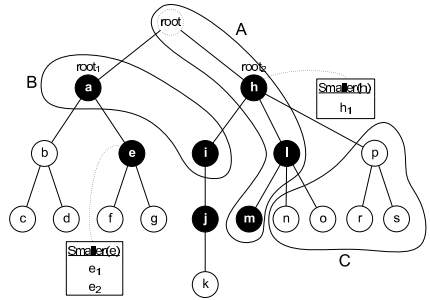 root
A
root₁
root₂
B
a
h
Smaller(h)
h₁
b
e
i
l
p
c
d
f
g
j
m
n
o
r
s
Smaller(e)
e₁
e₂
k
C